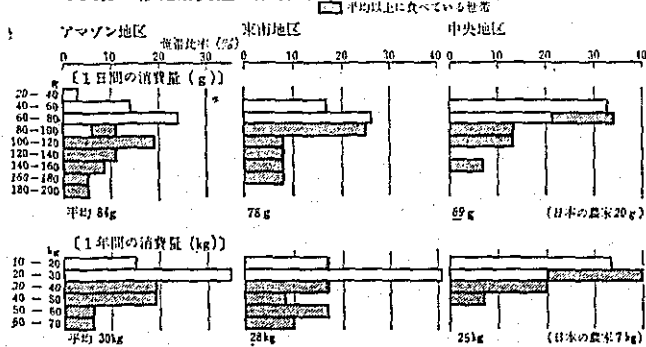 平均以上に食べている世帯
アマゾン地区 東南地区 中央地区
世帯比率 (%)
0 10 20 30 0 10 20 30 40 0 10 20 30 40
〔1日間の消費量 (g)〕
g
20-40
40-60
60-80
80-100
100-120
120-140
140-160
160-180
180-200
平均 84g 78g 69g (日本の農家20g)
〔1年間の消費量 (kg)〕
kg
10-20
20-30
30-40
40-50
50-60
60-70
平均 30kg 28kg 25kg (日本の農家7kg)